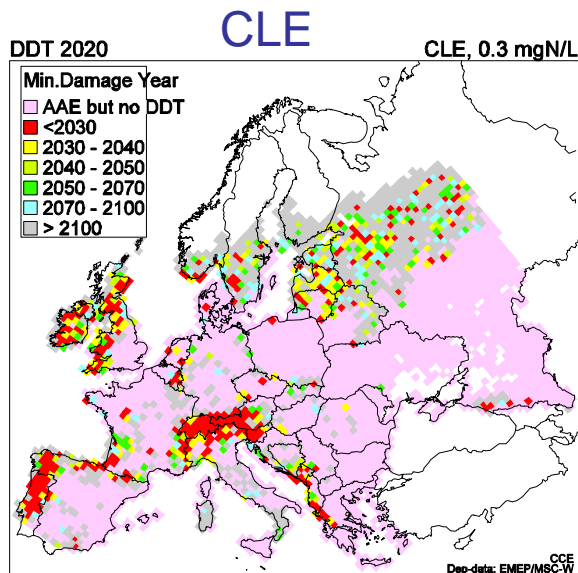 CLE
DDT 2020 CLE, 0.3 mgN/L
Min.Damage Year
AAE but no DDT
<2030
2030 - 2040
2040 - 2050
2050 - 2070
2070 - 2100
> 2100
CCE
Dep-data: EMEP/MSC-W